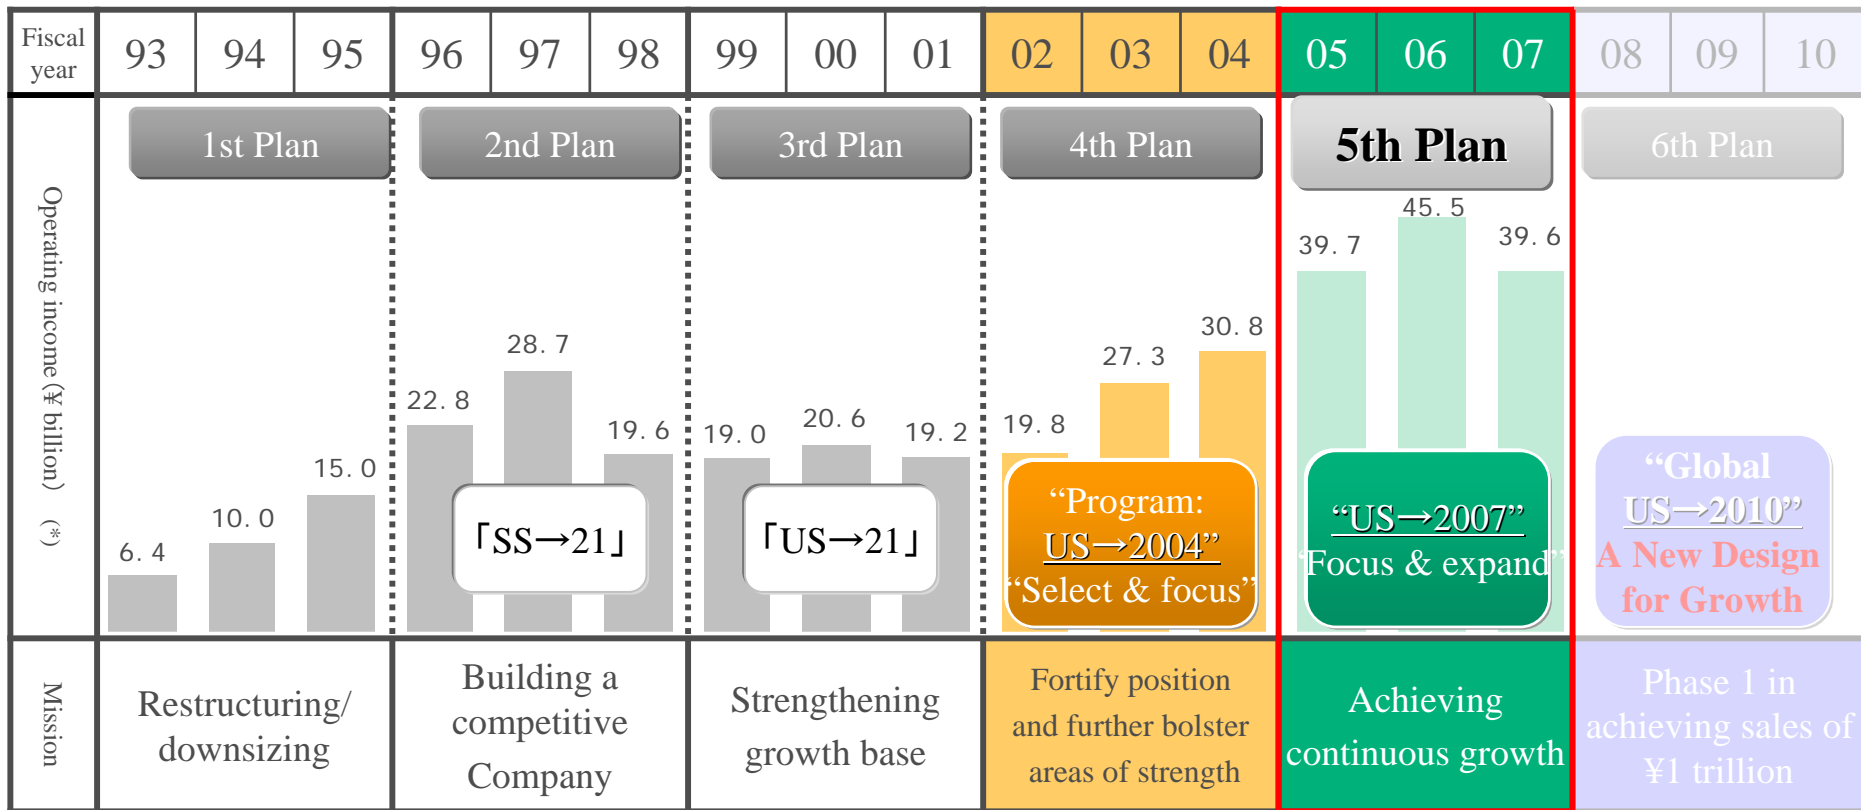 Fiscal
year
93 94 95 96 97 98 99 00 01 02 03 04 05 06 07 08 09 10
Operating income (¥ billion) (*)
1st Plan
2nd Plan
3rd Plan
4th Plan
5th Plan
6th Plan
6.4
10.0
15.0
22.8
28.7
19.6
19.0
20.6
19.2
19.8
27.3
30.8
39.7
45.5
39.6
「SS→21」
「US→21」
“Program:
US→2004”
“Select & focus”
“US→2007”
“Focus & expand”
“Global
US→2010”
A New Design
for Growth
Mission
Restructuring/
downsizing
Building a
competitive
Company
Strengthening
growth base
Fortify position
and further bolster
areas of strength
Achieving
continuous growth
Phase 1 in
achieving sales of
¥1 trillion